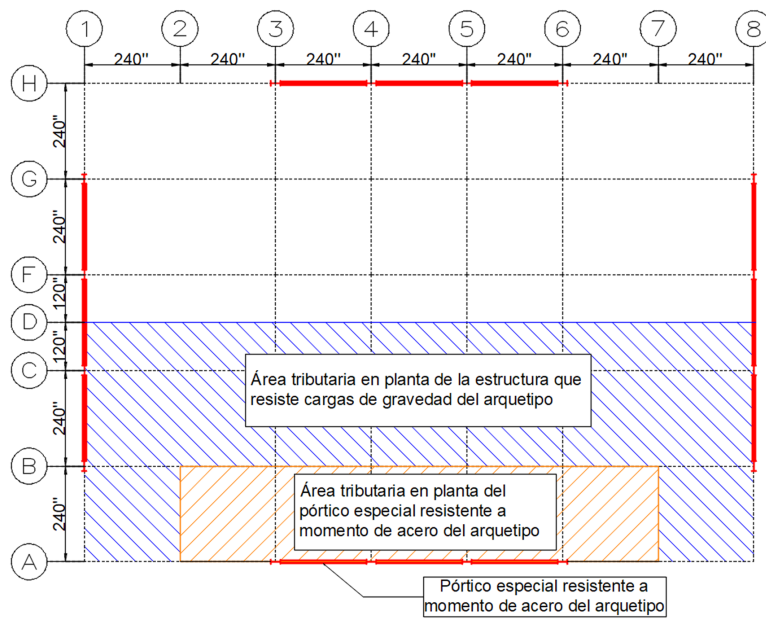 1 2 3 4 5 6 7 8
240" 240" 240" 240" 240" 240" 240"
H
240"
G
240"
F
120"
D
120"
C
240"
B
240"
A
Área tributaria en planta de la estructura que
resiste cargas de gravedad del arquetipo
Área tributaria en planta del
pórtico especial resistente a
momento de acero del arquetipo
Pórtico especial resistente a
momento de acero del arquetipo